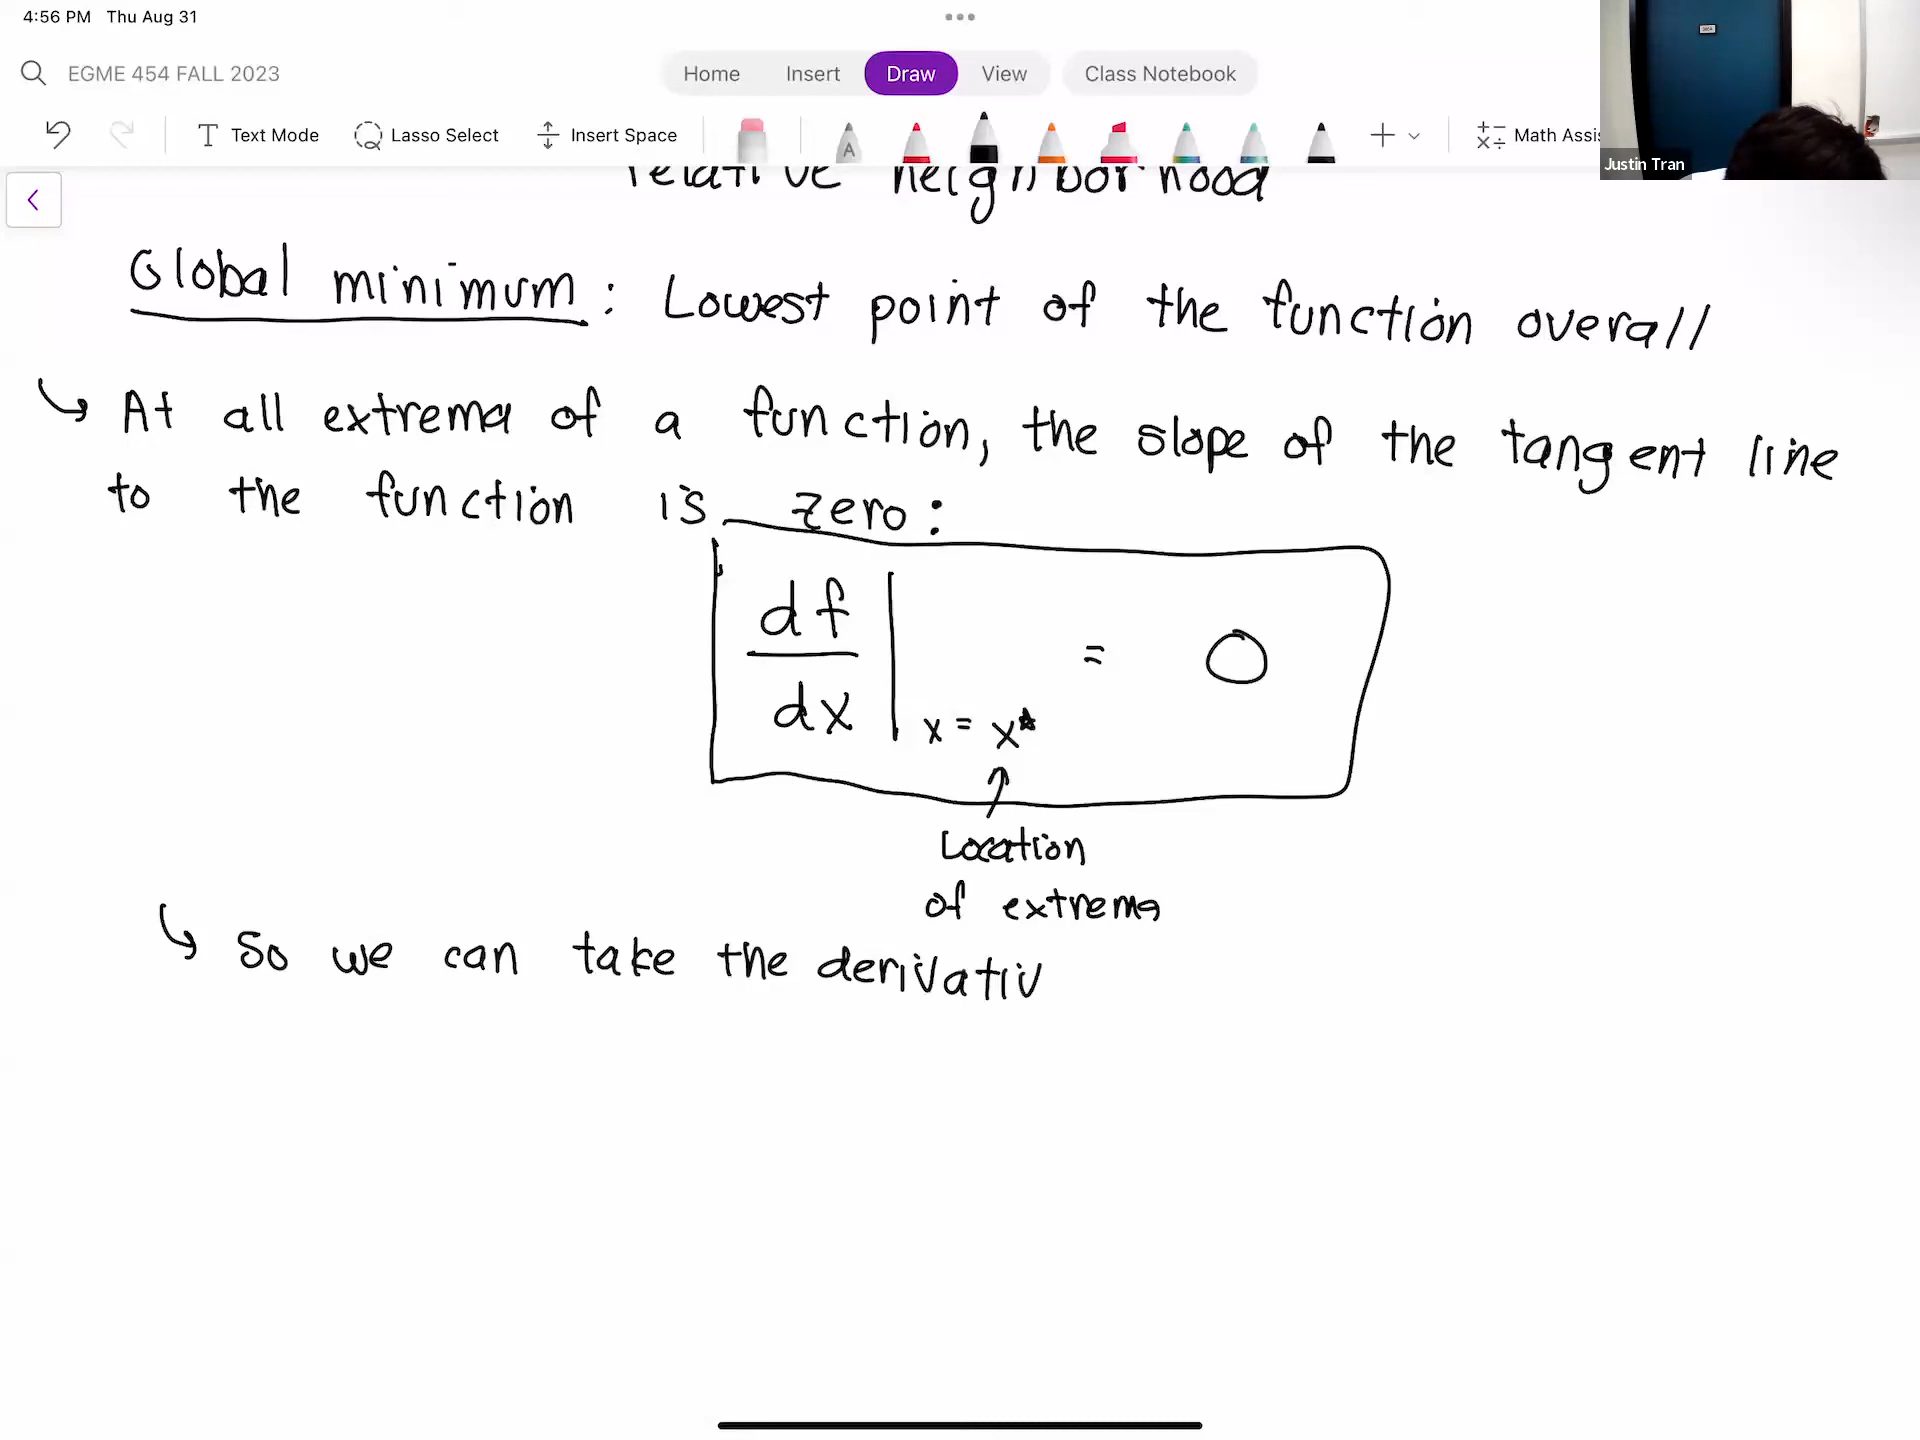 4:56 PM Thu Aug 31
EGME 454 FALL 2023
Home Insert Draw View Class Notebook
Text Mode Lasso Select Insert Space A Math Assis
Justin Tran
relative neighborhood
Global minimum: Lowest point of the function overall
↳ At all extrema of a function, the slope of the tangent line
to the function is zero:
df/dx | x = x* = 0
↑
Location
of extrema
↳ So we can take the derivativ